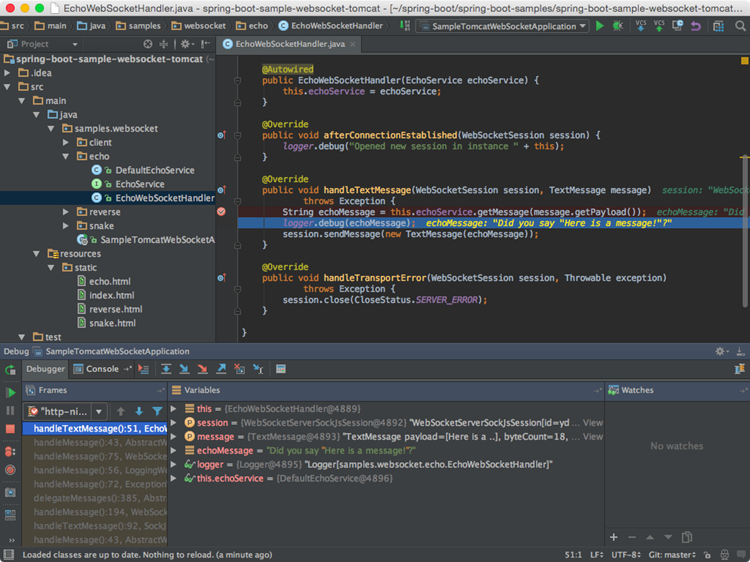 EchoWebSocketHandler.java - spring-boot-sample-websocket-tomcat - [~/spring-boot/spring-boot-samples/spring-boot-sample-websocket-tomcat...
src main java samples websocket echo EchoWebSocketHandler SampleTomcatWebSocketApplication
Project
EchoWebSocketHandler.java
spring-boot-sample-websocket-tomcat
.idea
src
main
java
samples.websocket
client
echo
DefaultEchoService
EchoService
EchoWebSocketHandler
reverse
snake
SampleTomcatWebSocketA
resources
static
echo.html
index.html
reverse.html
snake.html
test
@Autowired
public EchoWebSocketHandler(EchoService echoService) {
this.echoService = echoService;
}
@Override
public void afterConnectionEstablished(WebSocketSession session) {
logger.debug("Opened new session in instance " + this);
}
@Override
public void handleTextMessage(WebSocketSession session, TextMessage message) session: "WebSoc
throws Exception {
String echoMessage = this.echoService.getMessage(message.getPayload()); echoMessage: "Did
logger.debug(echoMessage); echoMessage: "Did you say "Here is a message!"?"
session.sendMessage(new TextMessage(echoMessage));
}
@Override
public void handleTransportError(WebSocketSession session, Throwable exception)
throws Exception {
session.close(CloseStatus.SERVER_ERROR);
}
}
Debug SampleTomcatWebSocketApplication
Debugger Console
Frames
"http-ni...
handleTextMessage():51, EchoW
handleMessage():43, AbstractW
handleMessage():75, WebSocke
handleMessage():56, LoggingW
handleMessage():72, Exception
delegateMessages():385, Abstr
handleMessage():194, WebSock
handleTextMessage():92, SockJ
handleMessage():43, AbstractW
Variables
this = {EchoWebSocketHandler@4889}
session = {WebSocketServerSockJsSession@4892} "WebSocketServerSockJsSession[id=yd ... View
message = {TextMessage@4893} "TextMessage payload=[Here is a ..], byteCount=18, ... View
echoMessage = "Did you say "Here is a message!"?"
logger = {Logger@4895} "Logger[samples.websocket.echo.EchoWebSocketHandler]"
this.echoService = {DefaultEchoService@4896}
Watches
No watches
Loaded classes are up to date. Nothing to reload. (a minute ago)
51:1 LF UTF-8 Git: master